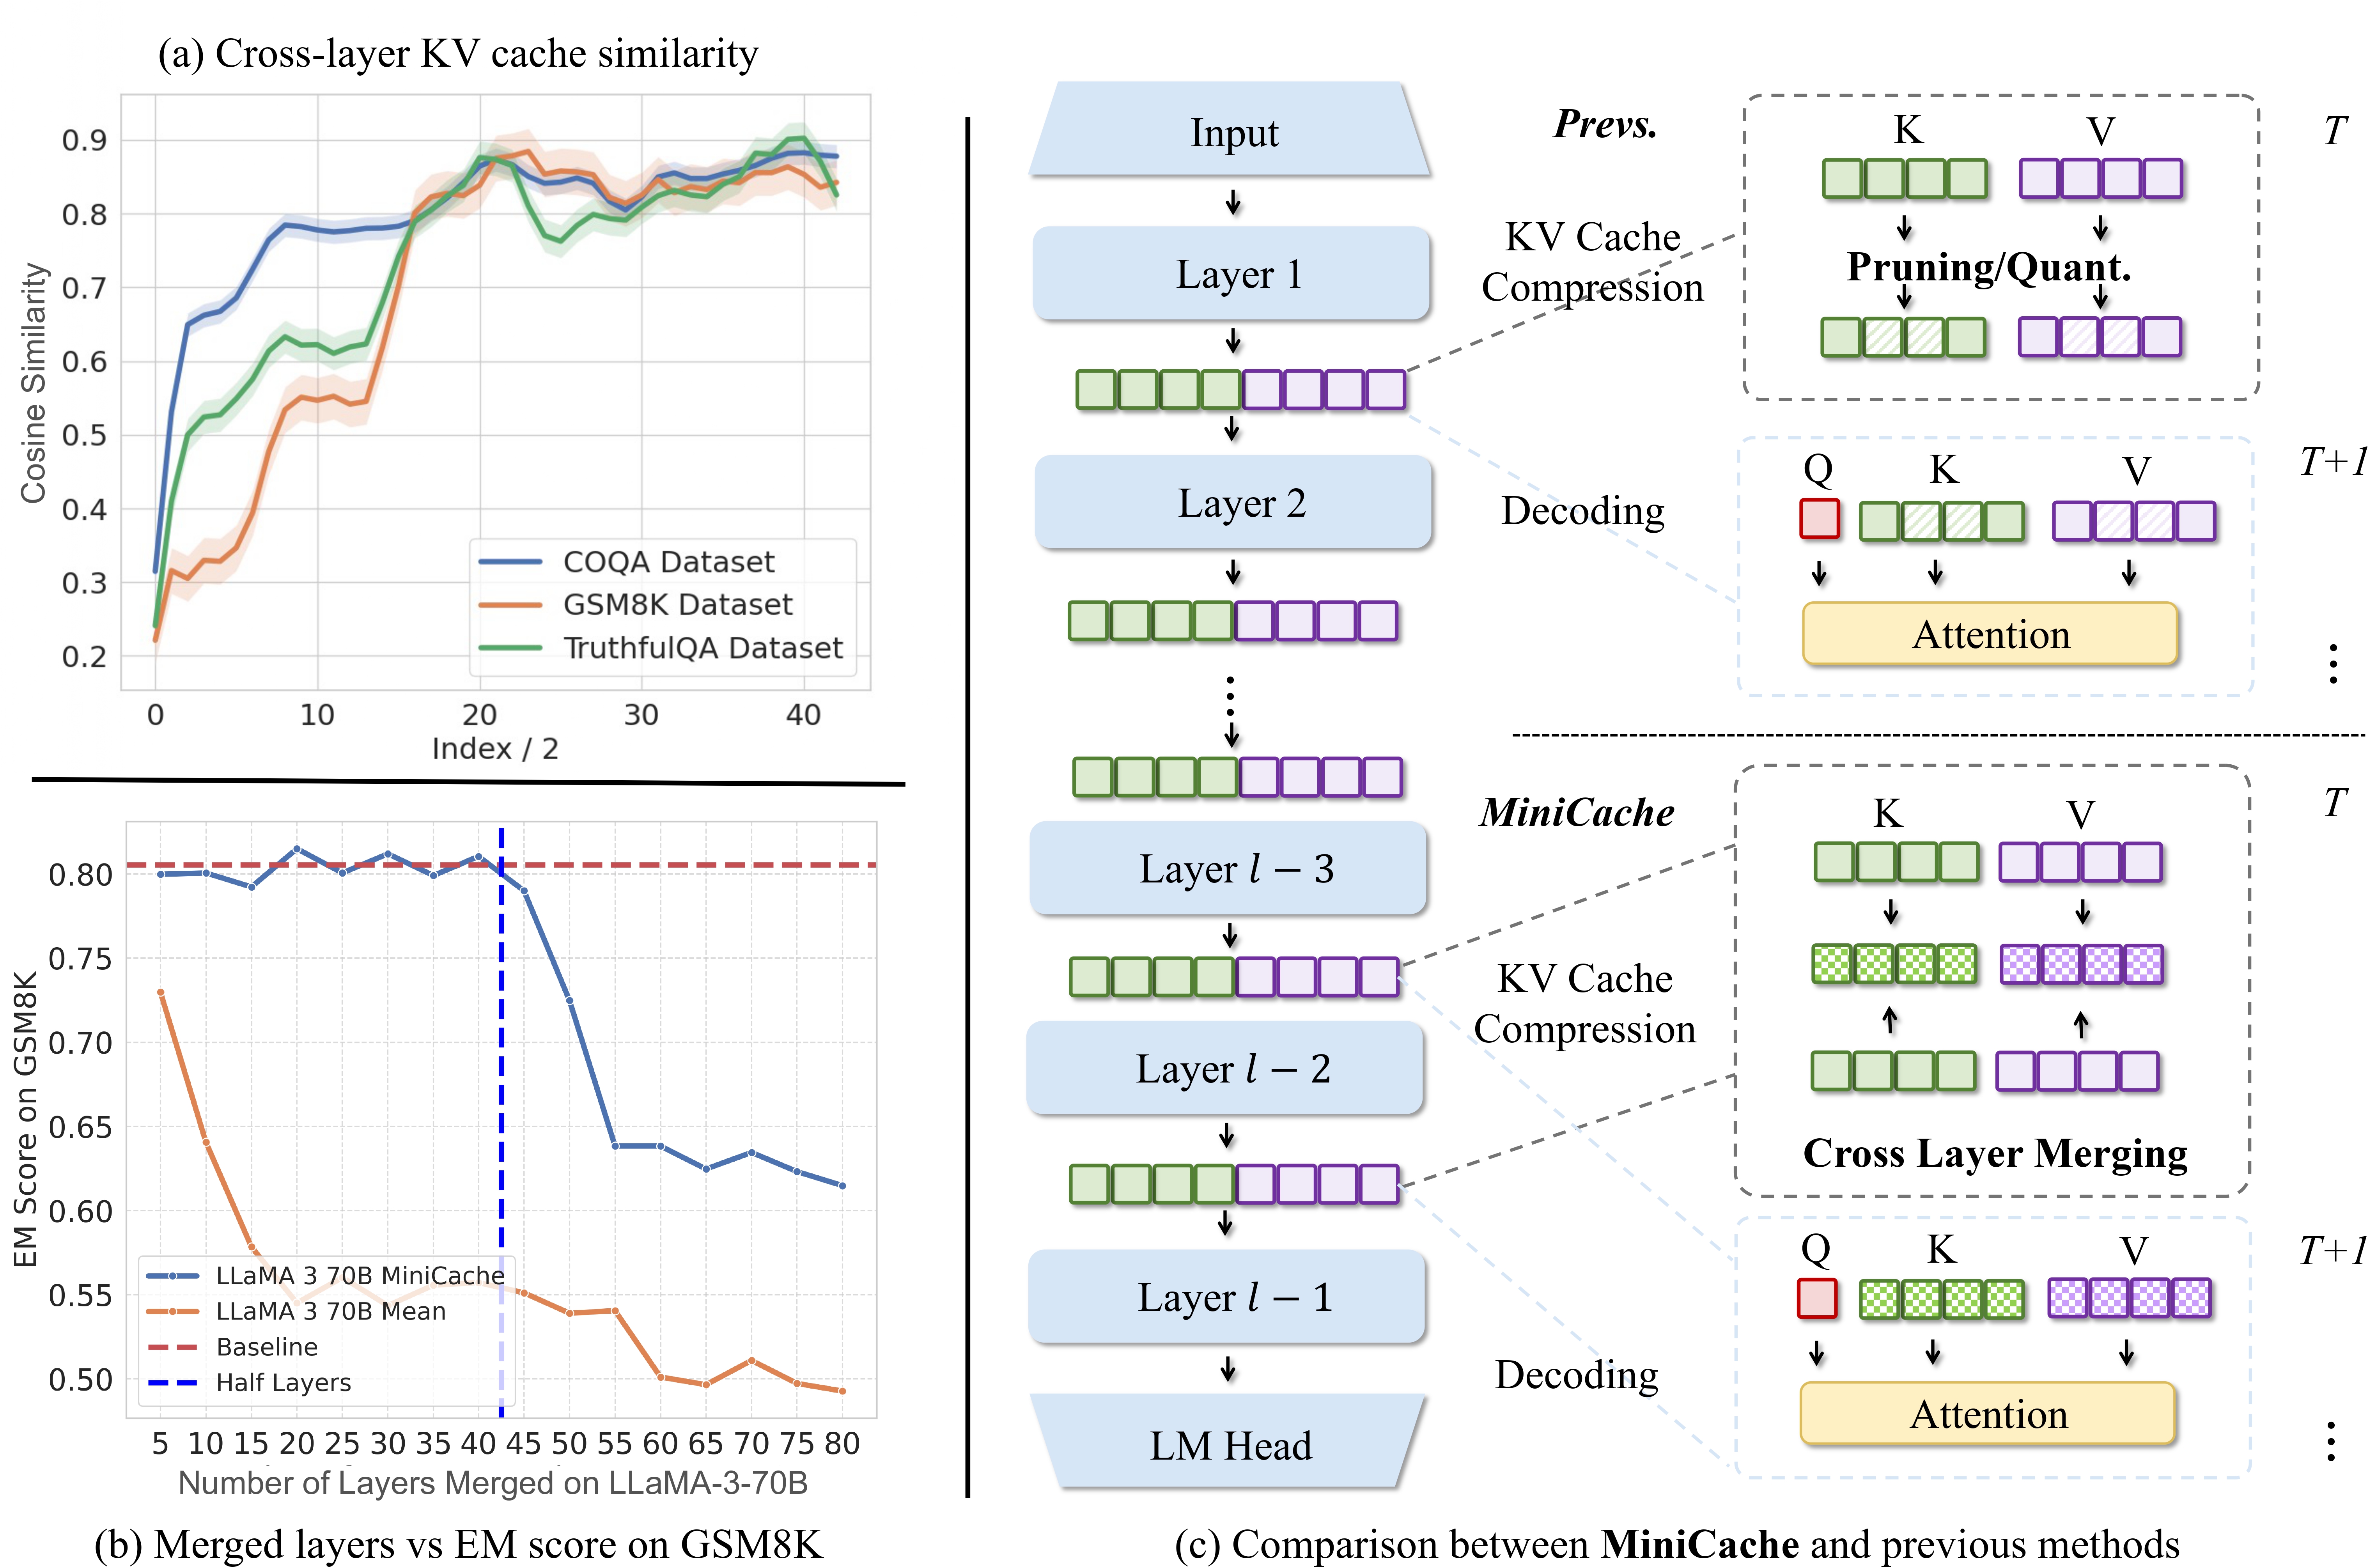 (a) Cross-layer KV cache similarity
Cosine Similarity
0.9
0.8
0.7
0.6
0.5
0.4
0.3
0.2
COQA Dataset
GSM8K Dataset
TruthfulQA Dataset
0 10 20 30 40
Index / 2
EM Score on GSM8K
0.80
0.75
0.70
0.65
0.60
0.55
0.50
LLaMA 3 70B MiniCache
LLaMA 3 70B Mean
Baseline
Half Layers
5 10 15 20 25 30 35 40 45 50 55 60 65 70 75 80
Number of Layers Merged on LLaMA-3-70B
(b) Merged layers vs EM score on GSM8K
Input
Layer 1
Layer 2
Layer l − 3
Layer l − 2
Layer l − 1
LM Head
Prevs.
KV Cache
Compression
Decoding
K V
T
Pruning/Quant.
Q K V
T+1
Attention
MiniCache
KV Cache
Compression
Decoding
K V
T
Cross Layer Merging
Q K V
T+1
Attention
(c) Comparison between MiniCache and previous methods